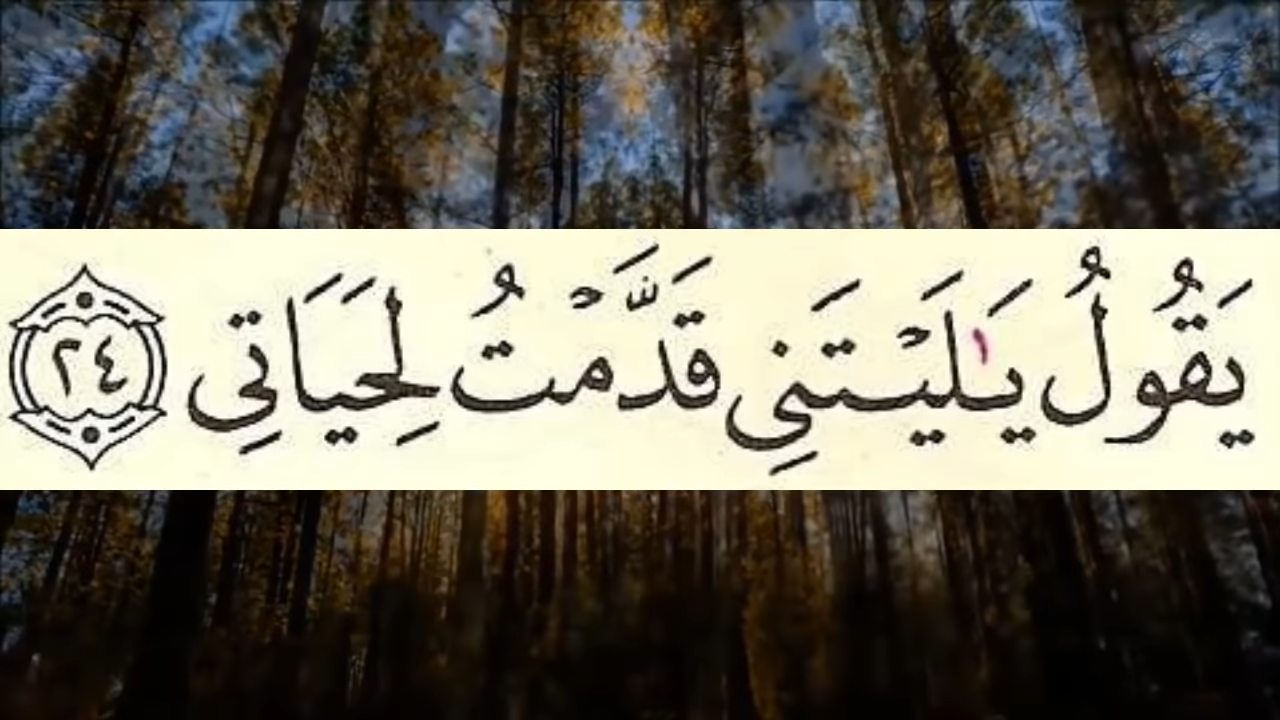 يَقُولُ يَٰلَيْتَنِي قَدَّمْتُ لِحَيَاتِي ٢٤